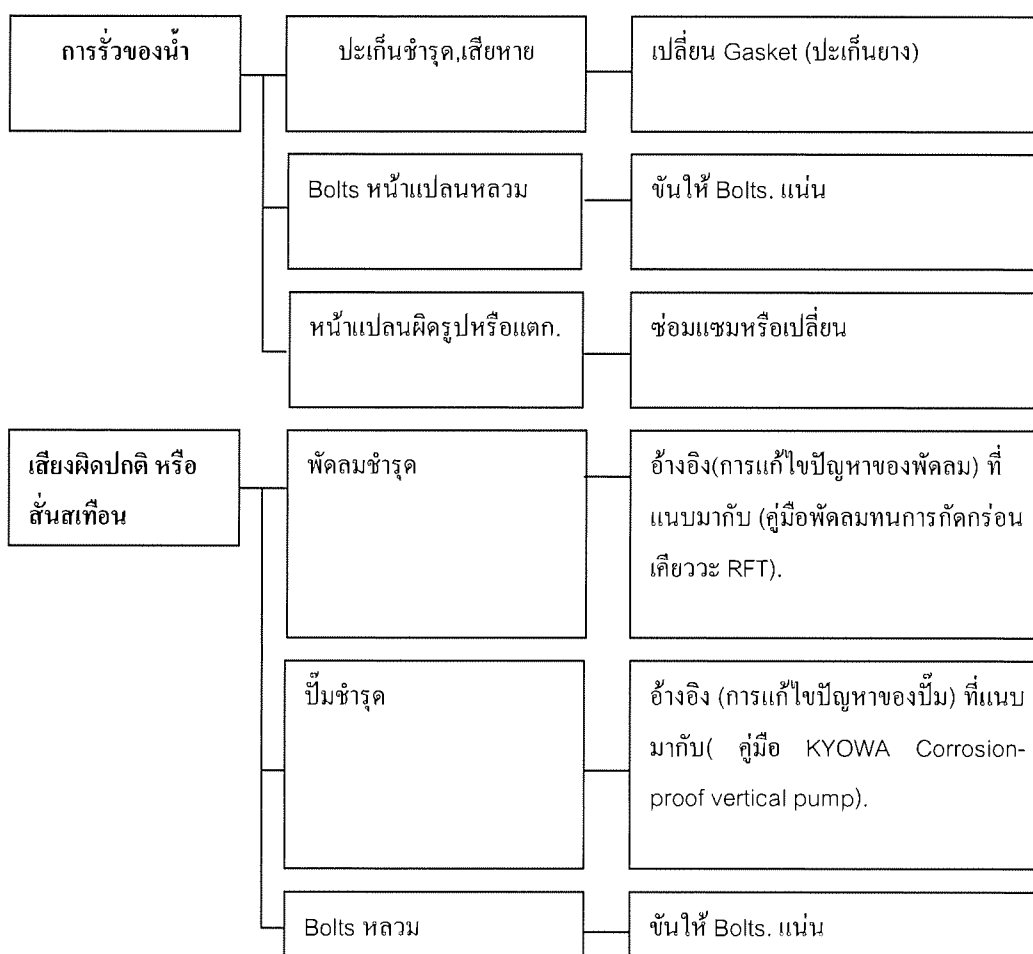 การรั่วของน้ำ
ปะเก็นชำรุด,เสียหาย
เปลี่ยน Gasket (ปะเก็นยาง)
Bolts หน้าแปลนหลวม
ขันให้ Bolts. แน่น
หน้าแปลนผิดรูปหรือแตก.
ซ่อมแซมหรือเปลี่ยน
เสียงผิดปกติ หรือ
สั่นสเทือน
พัดลมชำรุด
อ้างอิง(การแก้ไขปัญหาของพัดลม) ที่
แนบมากับ (คู่มือพัดลมทนการกัดกร่อน
เคียววะ RFT).
ปั๊มชำรุด
อ้างอิง (การแก้ไขปัญหาของปั๊ม) ที่แนบ
มากับ( คู่มือ KYOWA Corrosion-
proof vertical pump).
Bolts หลวม
ขันให้ Bolts. แน่น